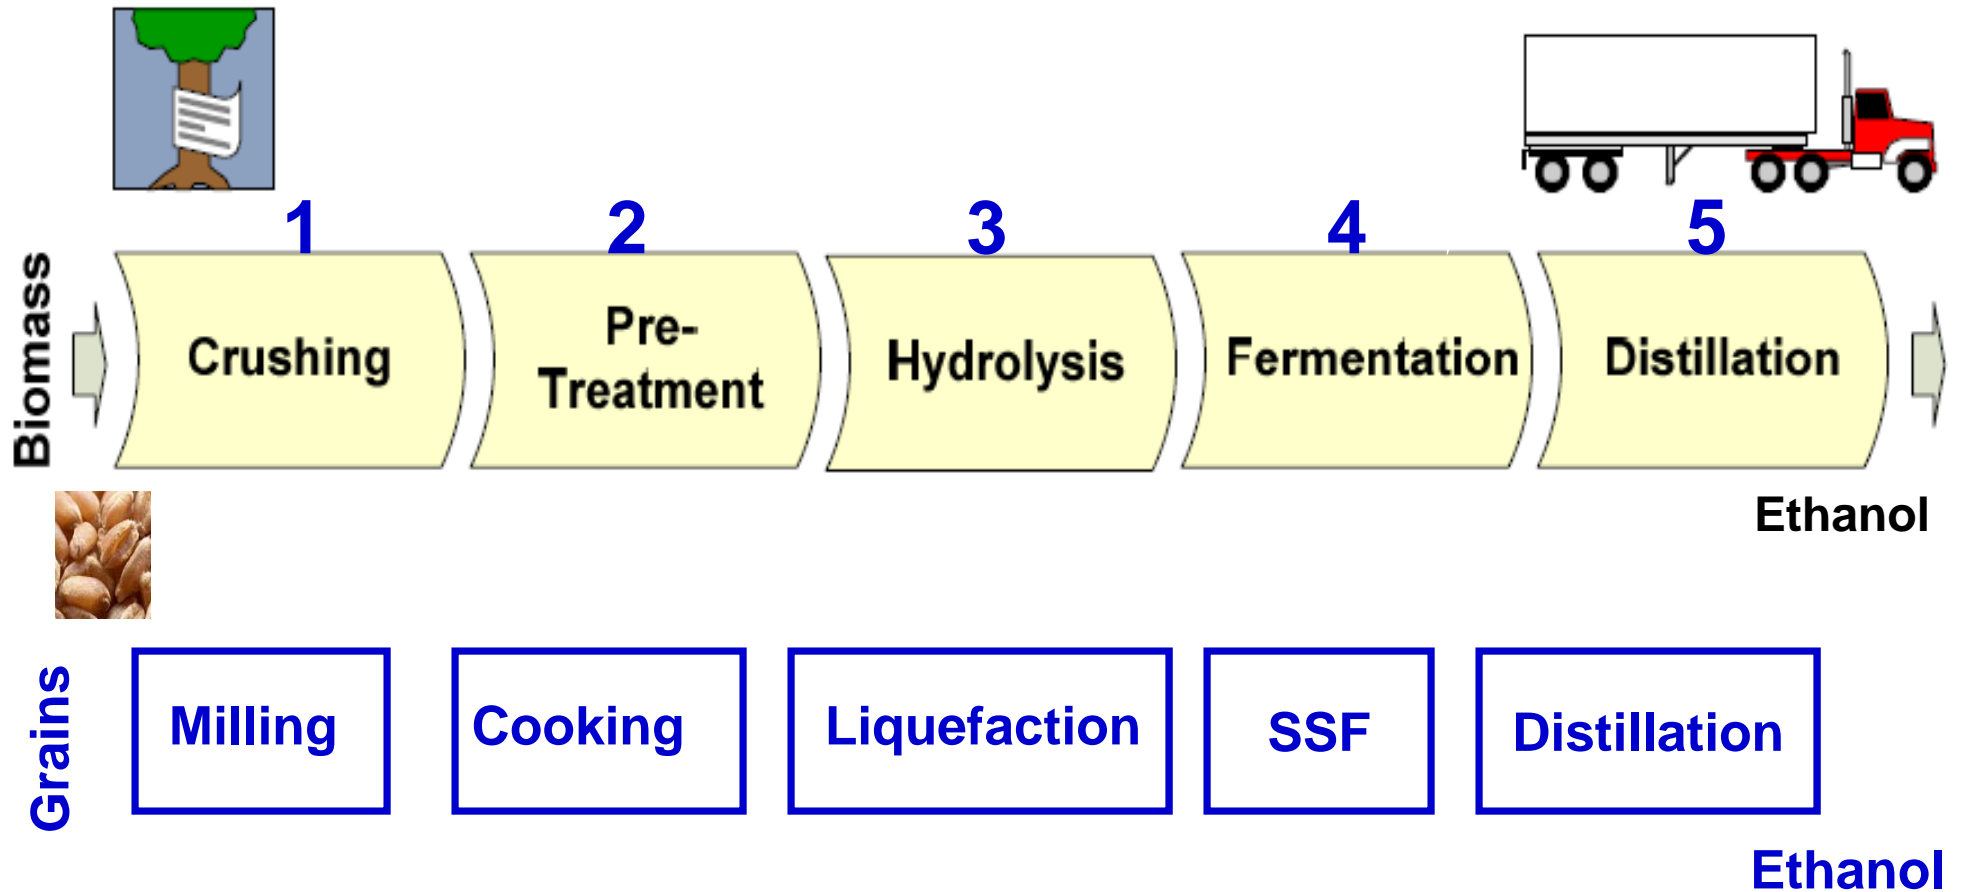 1
2
3
4
5
Biomass
Crushing
Pre-
Treatment
Hydrolysis
Fermentation
Distillation
Ethanol
Grains
Milling
Cooking
Liquefaction
SSF
Distillation
Ethanol